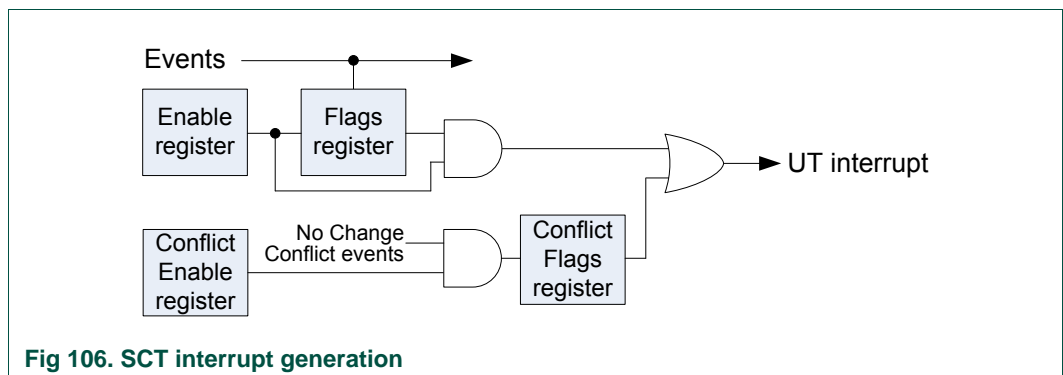 Events
Enable
register
Flags
register
UT interrupt
No Change
Conflict events
Conflict
Enable
register
Conflict
Flags
register
Fig 106. SCT interrupt generation